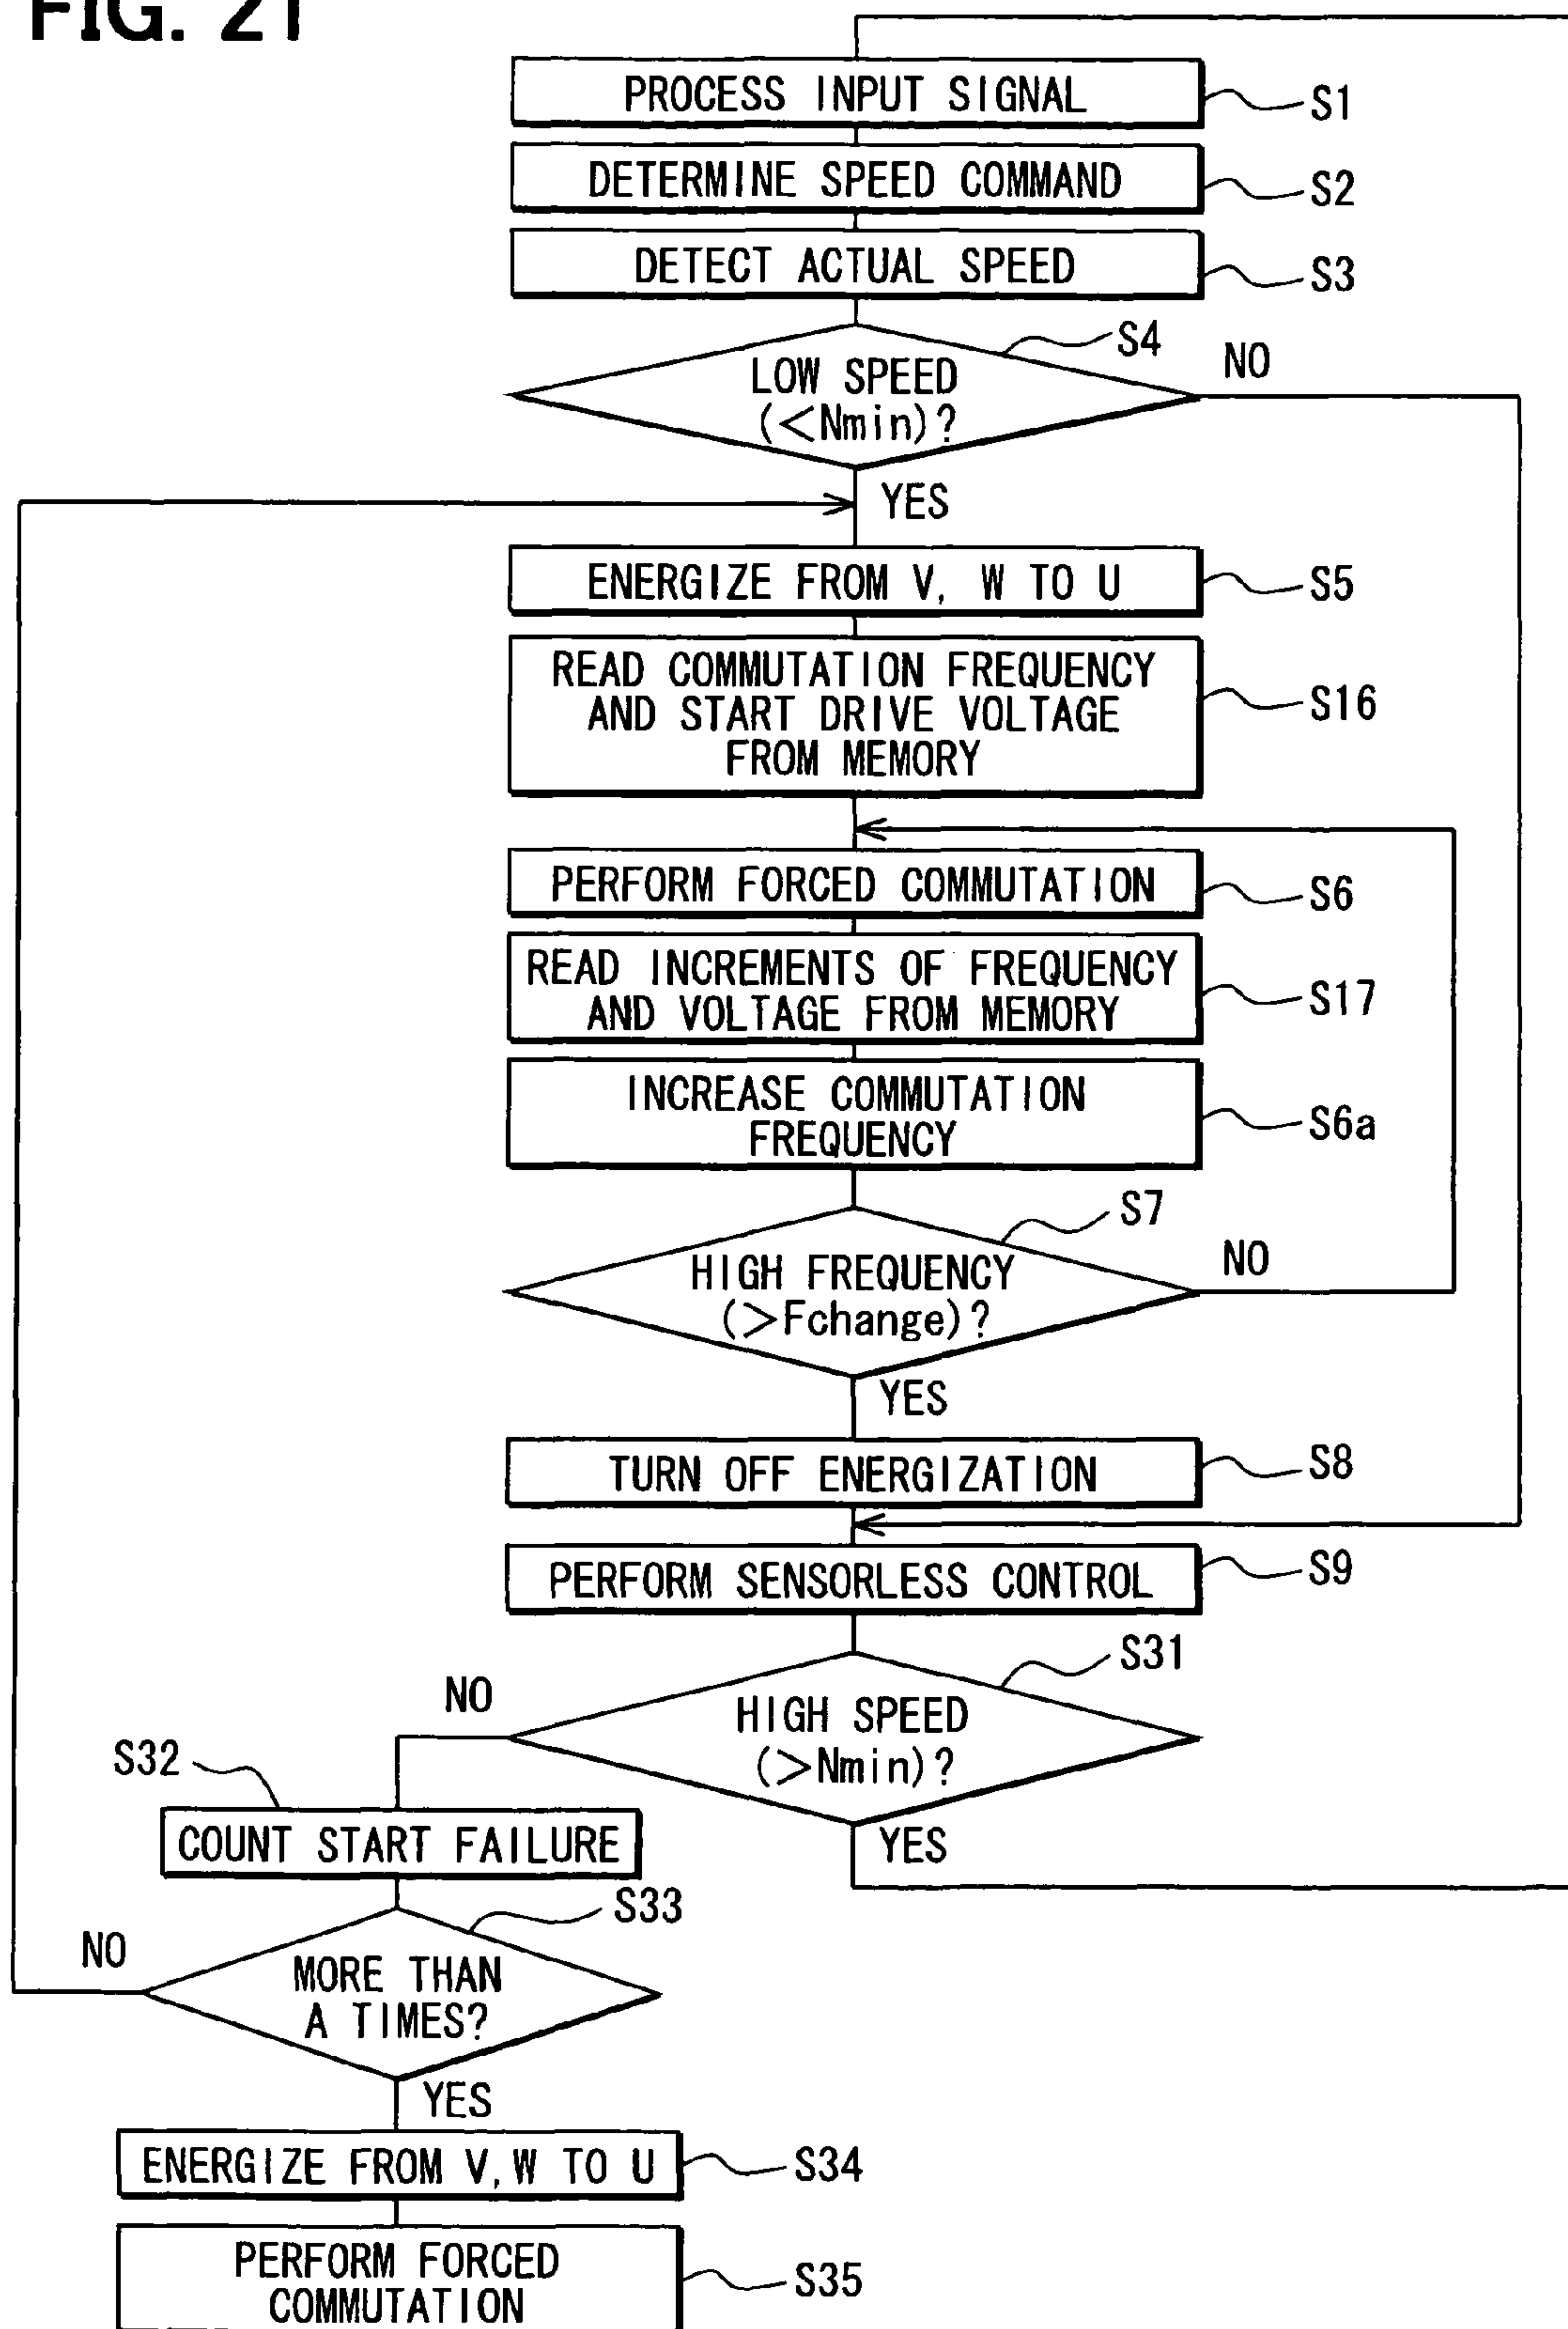 FIG. 21
PROCESS INPUT SIGNAL
S1
DETERMINE SPEED COMMAND
S2
DETECT ACTUAL SPEED
S3
S4
NO
LOW SPEED
(<Nmin)?
YES
ENERGIZE FROM V, W TO U
S5
READ COMMUTATION FREQUENCY
AND START DRIVE VOLTAGE
FROM MEMORY
S16
PERFORM FORCED COMMUTATION
S6
READ INCREMENTS OF FREQUENCY
AND VOLTAGE FROM MEMORY
S17
INCREASE COMMUTATION
FREQUENCY
S6a
S7
NO
HIGH FREQUENCY
(>Fchange)?
YES
TURN OFF ENERGIZATION
S8
PERFORM SENSORLESS CONTROL
S9
S31
NO
HIGH SPEED
(>Nmin)?
YES
S32
COUNT START FAILURE
S33
NO
MORE THAN
A TIMES?
YES
ENERGIZE FROM V,W TO U
S34
PERFORM FORCED
COMMUTATION
S35